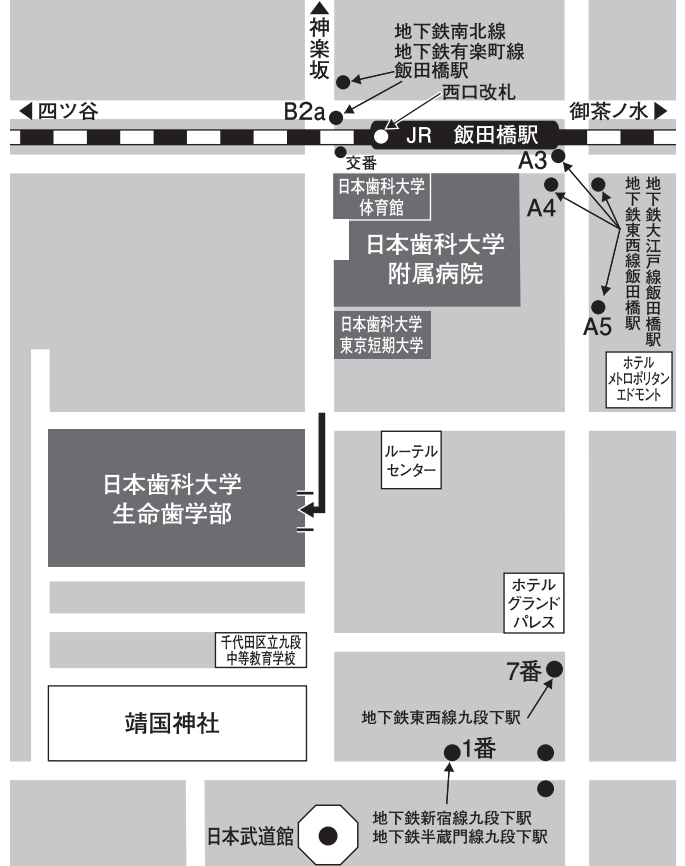 神楽坂
地下鉄南北線
地下鉄有楽町線
飯田橋駅
西口改札
四ツ谷
B2a
御茶ノ水
JR 飯田橋駅
交番
A3
日本歯科大学
体育館
A4
地下鉄大江戸線飯田橋駅
地下鉄東西線飯田橋駅
日本歯科大学
附属病院
A5
日本歯科大学
東京短期大学
ホテル
メトロポリタン
エドモント
ルーテル
センター
日本歯科大学
生命歯学部
ホテル
グランド
パレス
千代田区立九段
中等教育学校
7番
地下鉄東西線九段下駅
靖国神社
1番
地下鉄新宿線九段下駅
地下鉄半蔵門線九段下駅
日本武道館